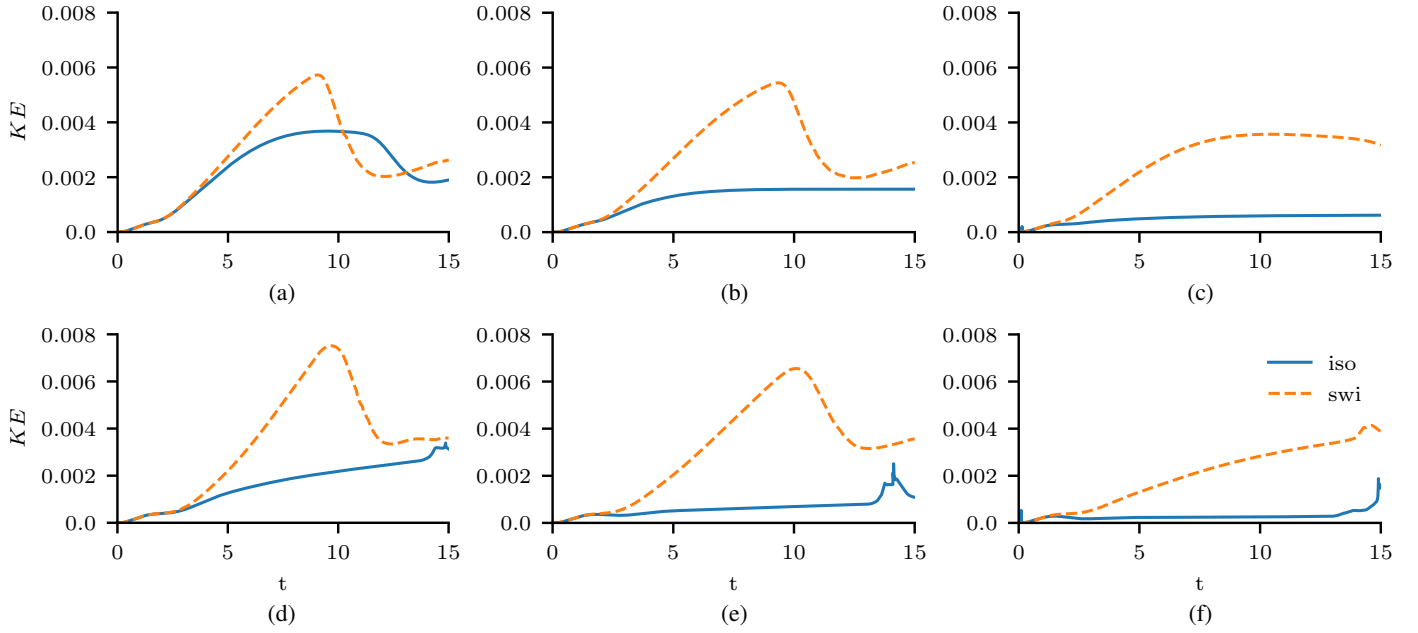 0.008 0.008 0.008
0.006 0.006 0.006
KE
0.004 0.004 0.004
0.002 0.002 0.002
0.0 0.0 0.0
0 5 10 15 0 5 10 15 0 5 10 15
(a) (b) (c)
0.008 0.008 0.008
iso
0.006 0.006 0.006
swi
KE
0.004 0.004 0.004
0.002 0.002 0.002
0.000 0.000 0.000
0 5 10 15 0 5 10 15 0 5 10 15
t t t
(d) (e) (f)